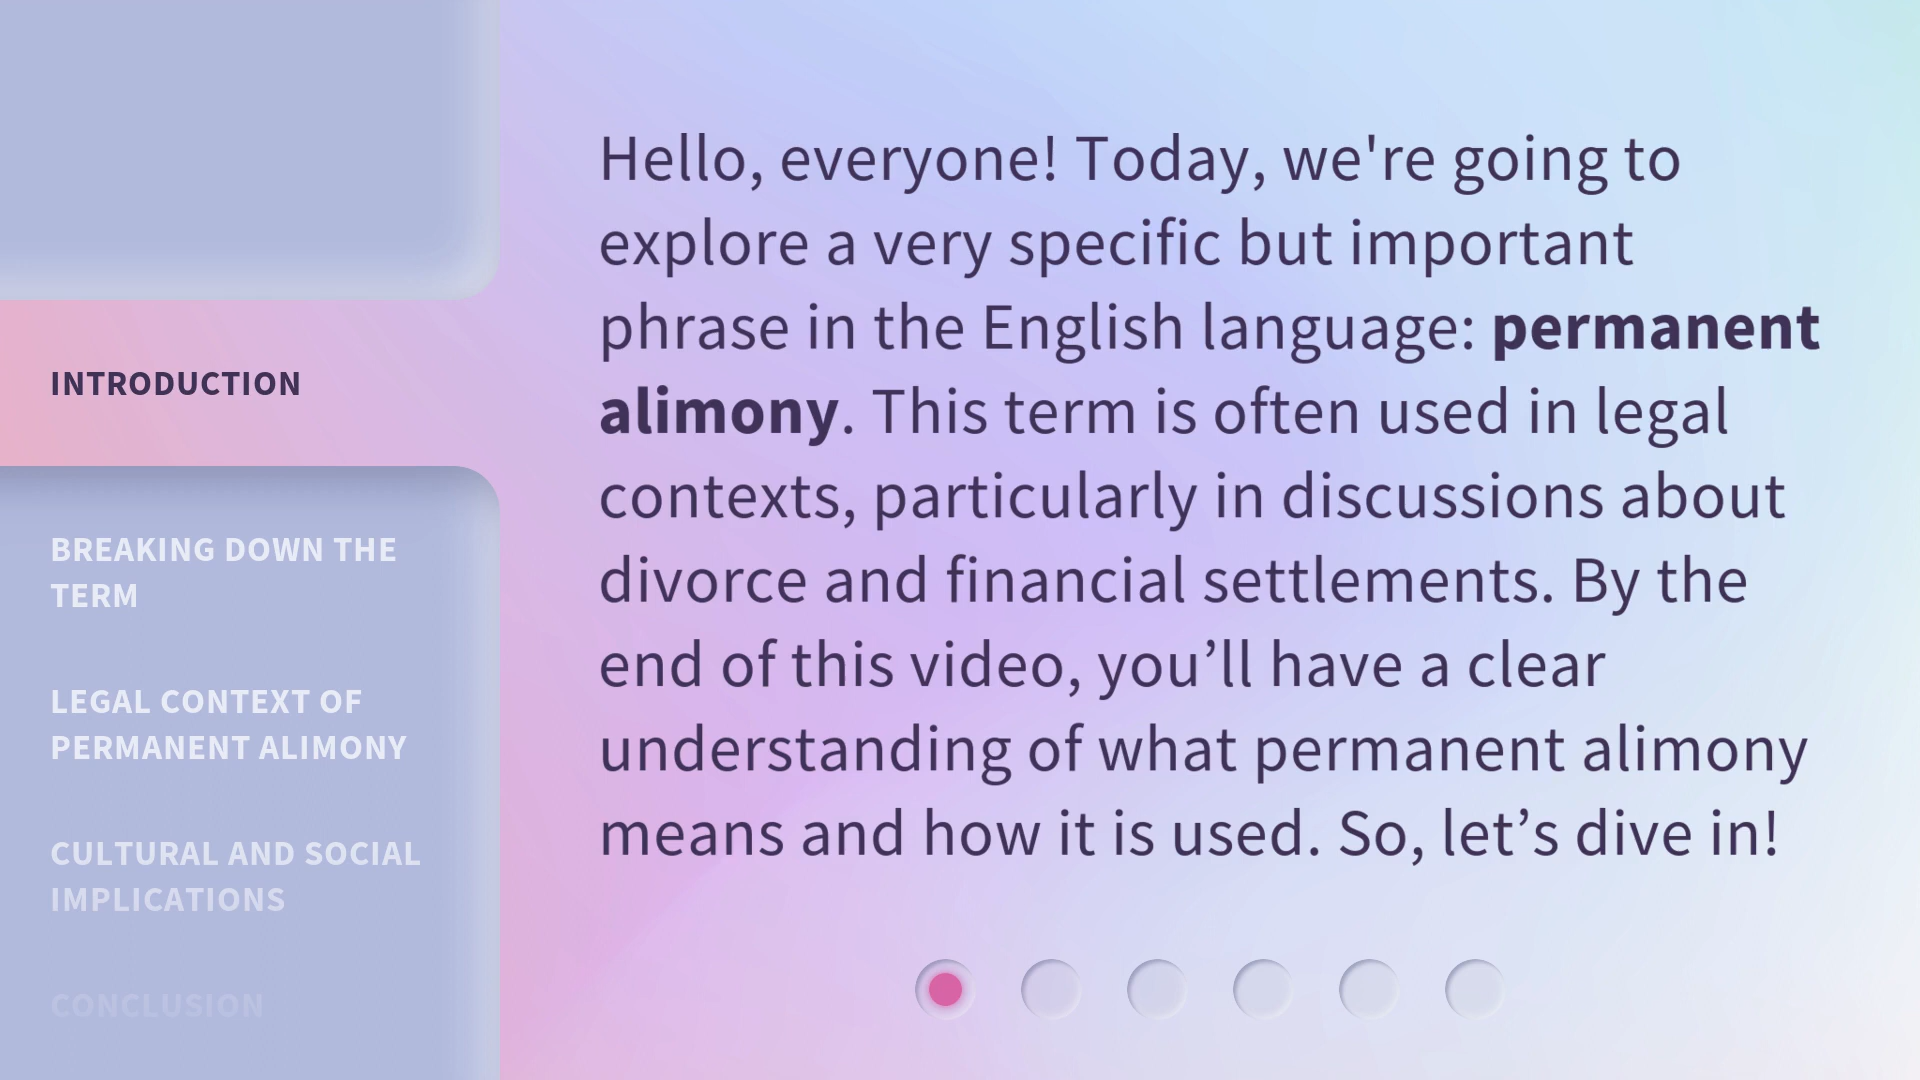 INTRODUCTION
BREAKING DOWN THE
TERM
LEGAL CONTEXT OF
PERMANENT ALIMONY
CULTURAL AND SOCIAL
IMPLICATIONS
CONCLUSION
Hello, everyone! Today, we're going to
explore a very specific but important
phrase in the English language: permanent
alimony. This term is often used in legal
contexts, particularly in discussions about
divorce and financial settlements. By the
end of this video, you’ll have a clear
understanding of what permanent alimony
means and how it is used. So, let’s dive in!